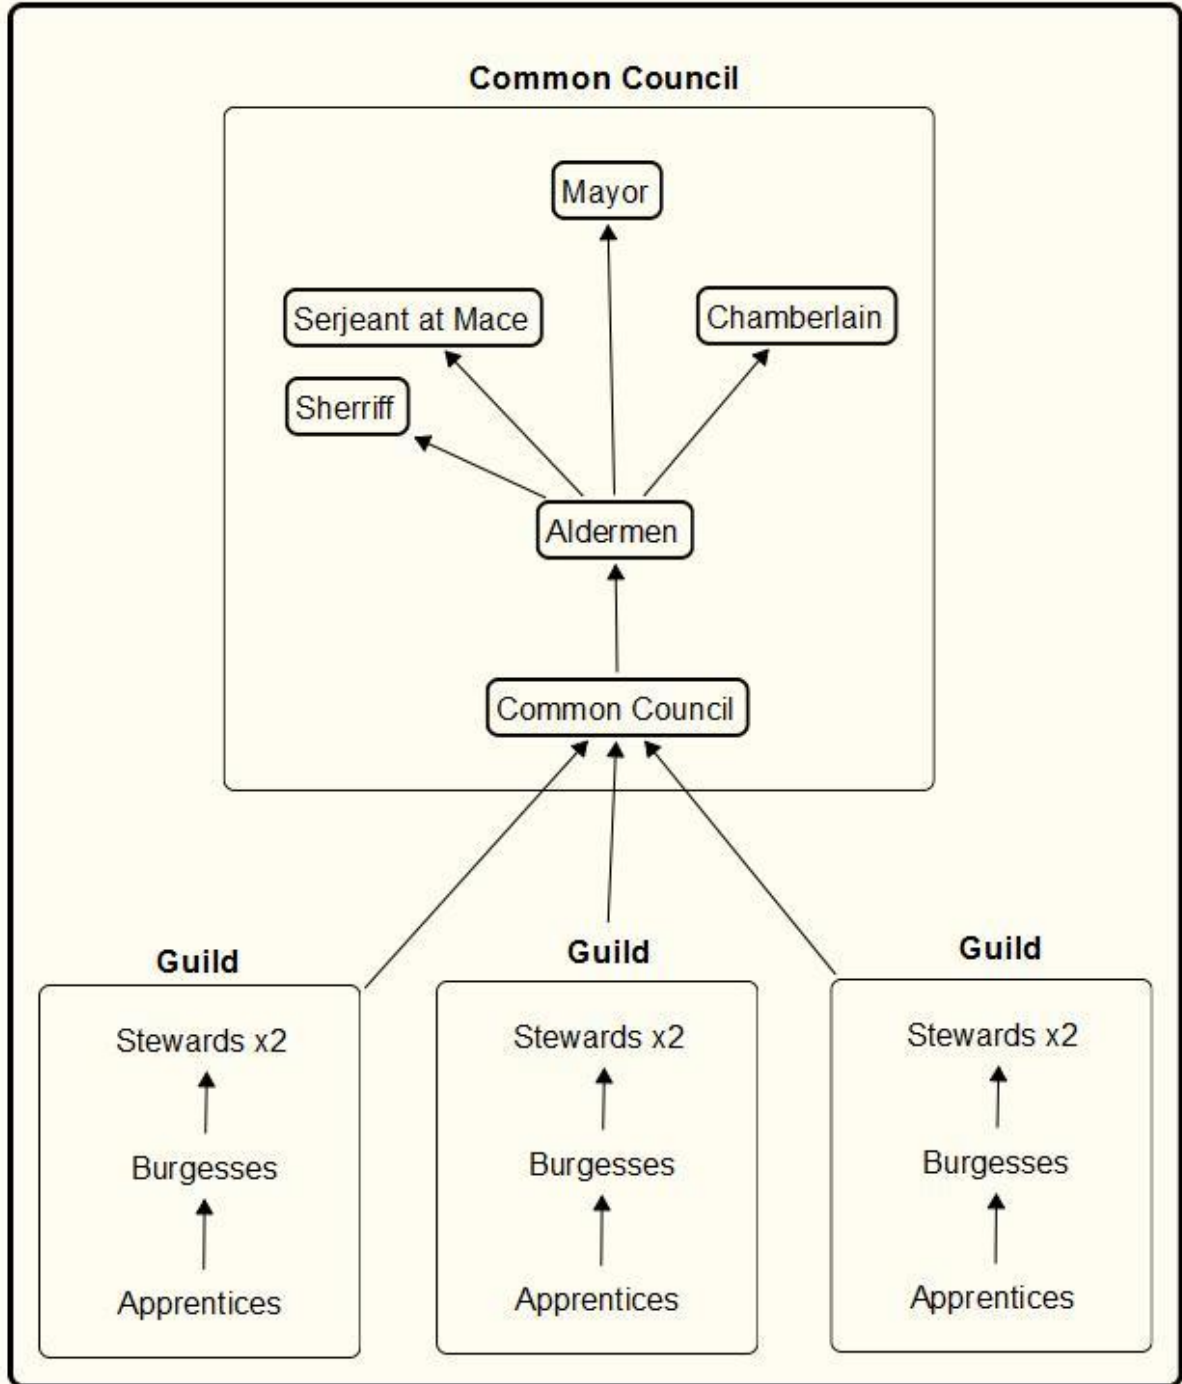 Common Council
Mayor
Serjeant at Mace
Chamberlain
Sherriff
Aldermen
Common Council
Guild
Stewards x2
Burgesses
Apprentices
Guild
Stewards x2
Burgesses
Apprentices
Guild
Stewards x2
Burgesses
Apprentices